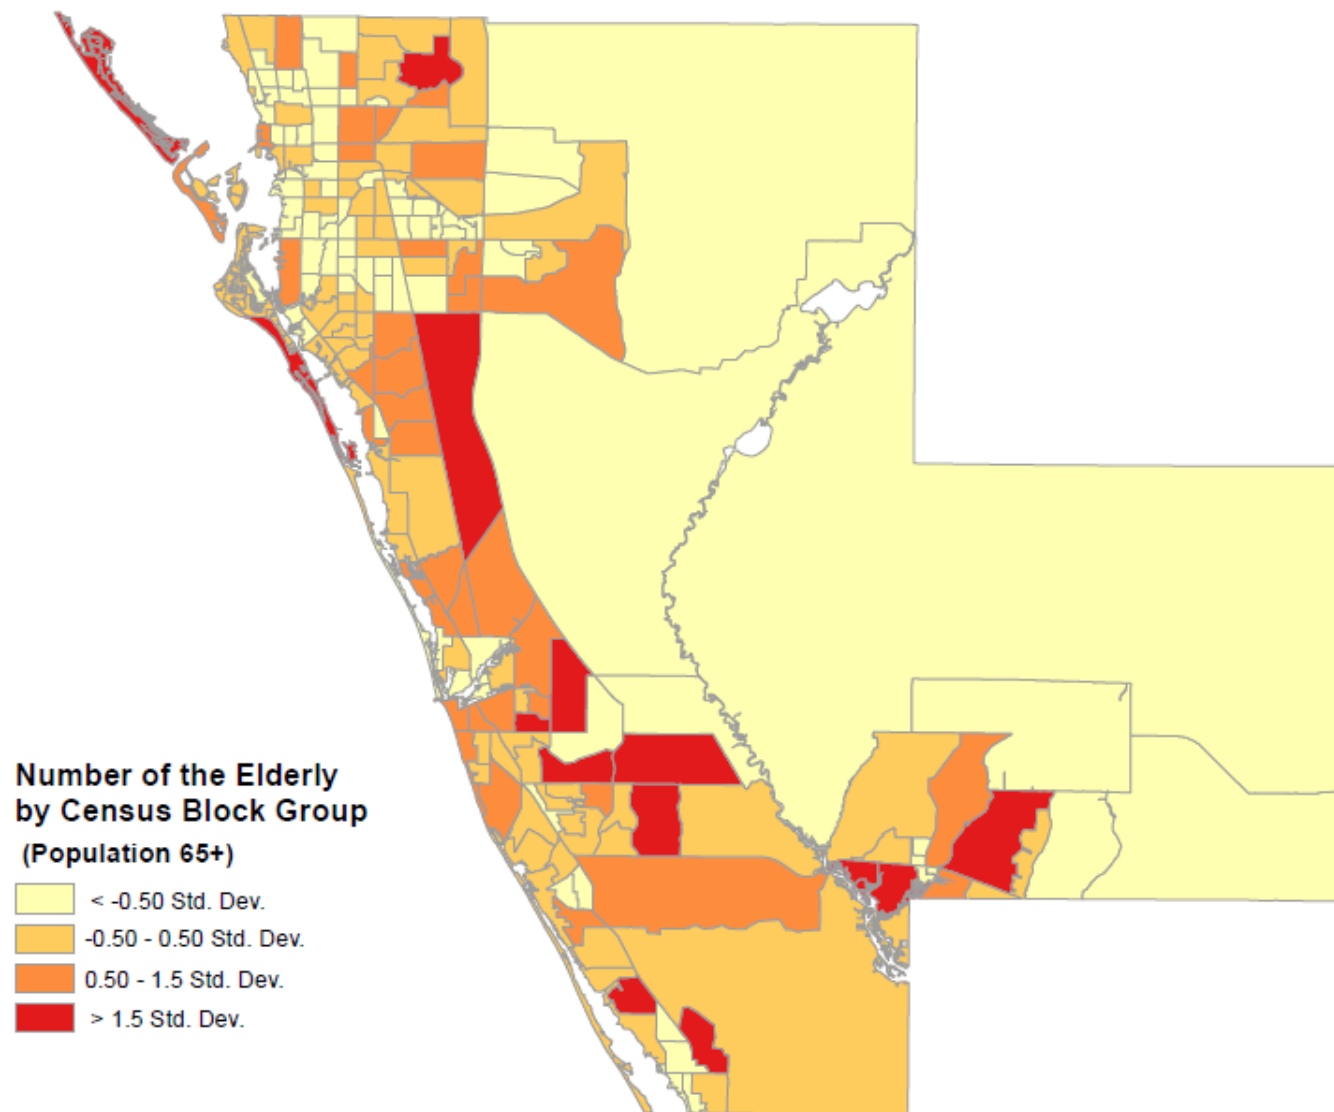 Number of the Elderly
by Census Block Group
(Population 65+)
< -0.50 Std. Dev.
-0.50 - 0.50 Std. Dev.
0.50 - 1.5 Std. Dev.
> 1.5 Std. Dev.